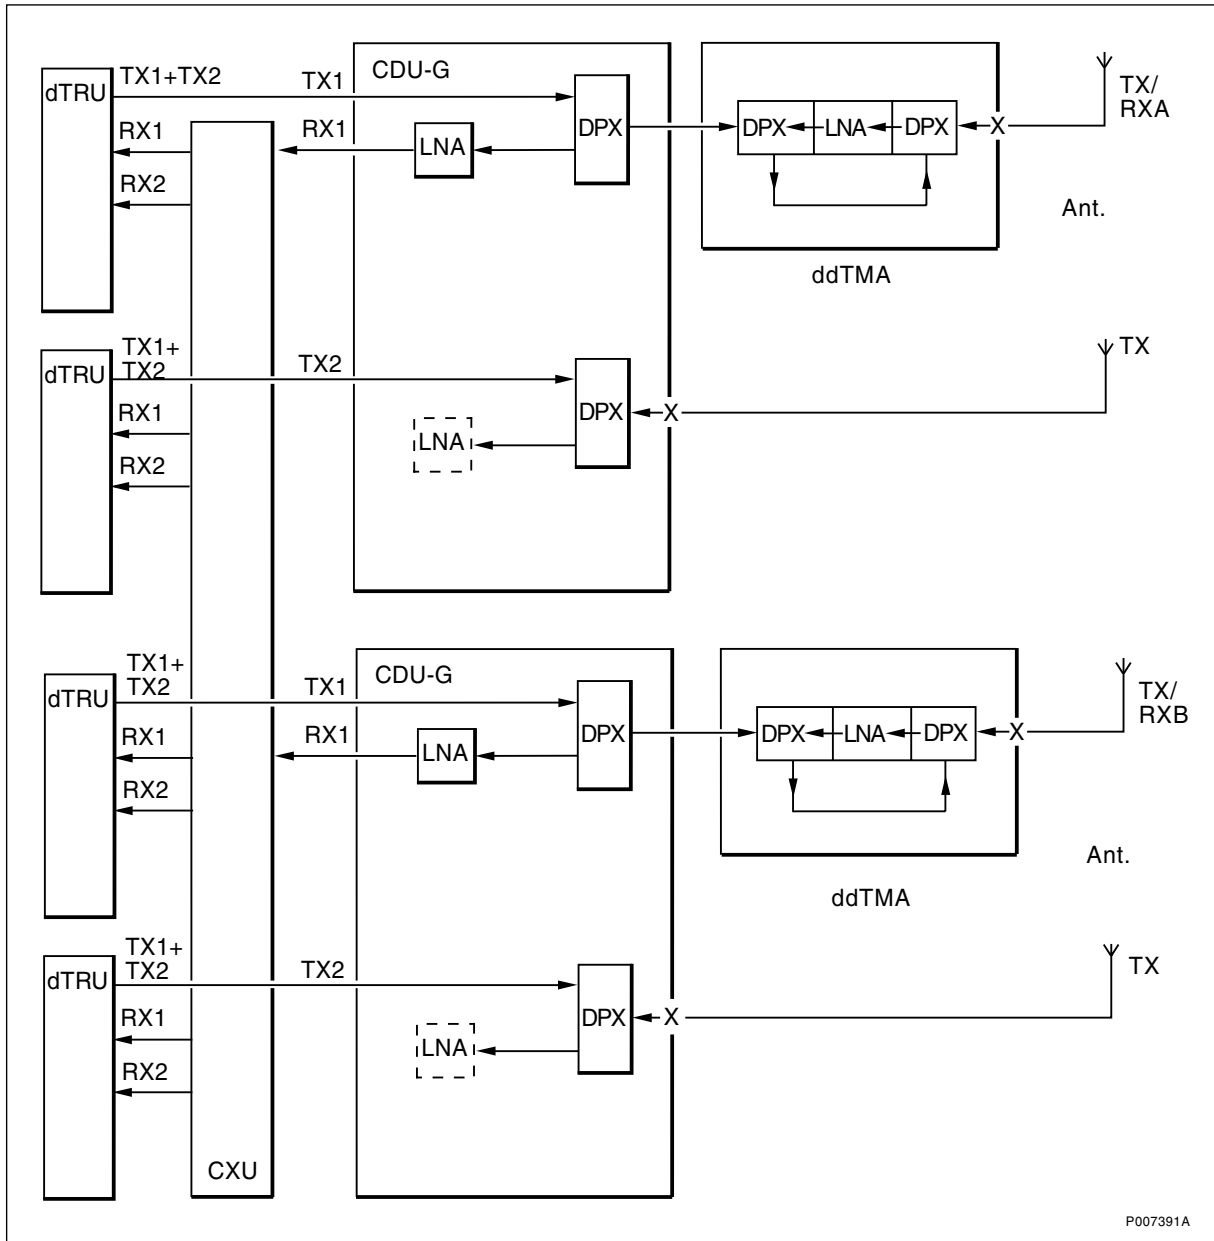 dTRU
TX1+TX2
TX1
CDU-G
RX1
RX1
LNA
DPX
DPX
LNA
DPX
X
TX/
RXA
RX2
Ant.
ddTMA
dTRU
TX1+
TX2
TX2
DPX
X
TX
RX1
LNA
RX2
dTRU
TX1+
TX2
TX1
CDU-G
RX1
RX1
LNA
DPX
DPX
LNA
DPX
X
TX/
RXB
RX2
Ant.
ddTMA
dTRU
TX1+
TX2
TX2
DPX
X
TX
RX1
LNA
RX2
CXU
P007391A